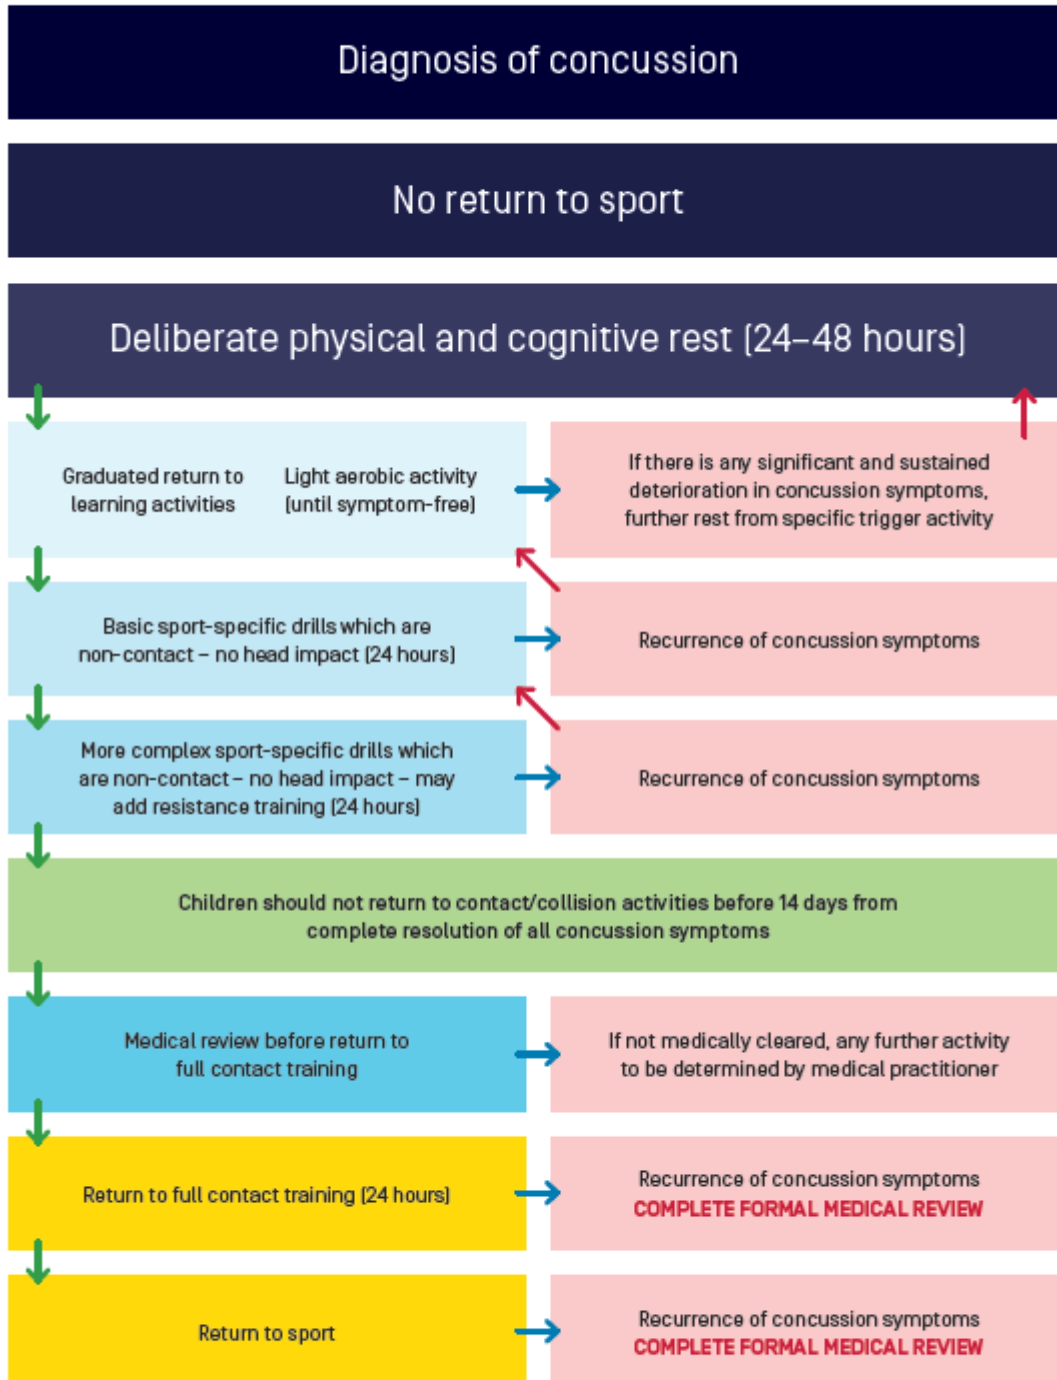 Diagnosis of concussion
No return to sport
Deliberate physical and cognitive rest (24–48 hours)
Graduated return to
learning activities
Light aerobic activity
(until symptom-free)
If there is any significant and sustained
deterioration in concussion symptoms,
further rest from specific trigger activity
Basic sport-specific drills which are
non-contact – no head impact (24 hours)
Recurrence of concussion symptoms
More complex sport-specific drills which
are non-contact – no head impact – may
add resistance training (24 hours)
Recurrence of concussion symptoms
Children should not return to contact/collision activities before 14 days from
complete resolution of all concussion symptoms
Medical review before return to
full contact training
If not medically cleared, any further activity
to be determined by medical practitioner
Return to full contact training (24 hours)
Recurrence of concussion symptoms
COMPLETE FORMAL MEDICAL REVIEW
Return to sport
Recurrence of concussion symptoms
COMPLETE FORMAL MEDICAL REVIEW